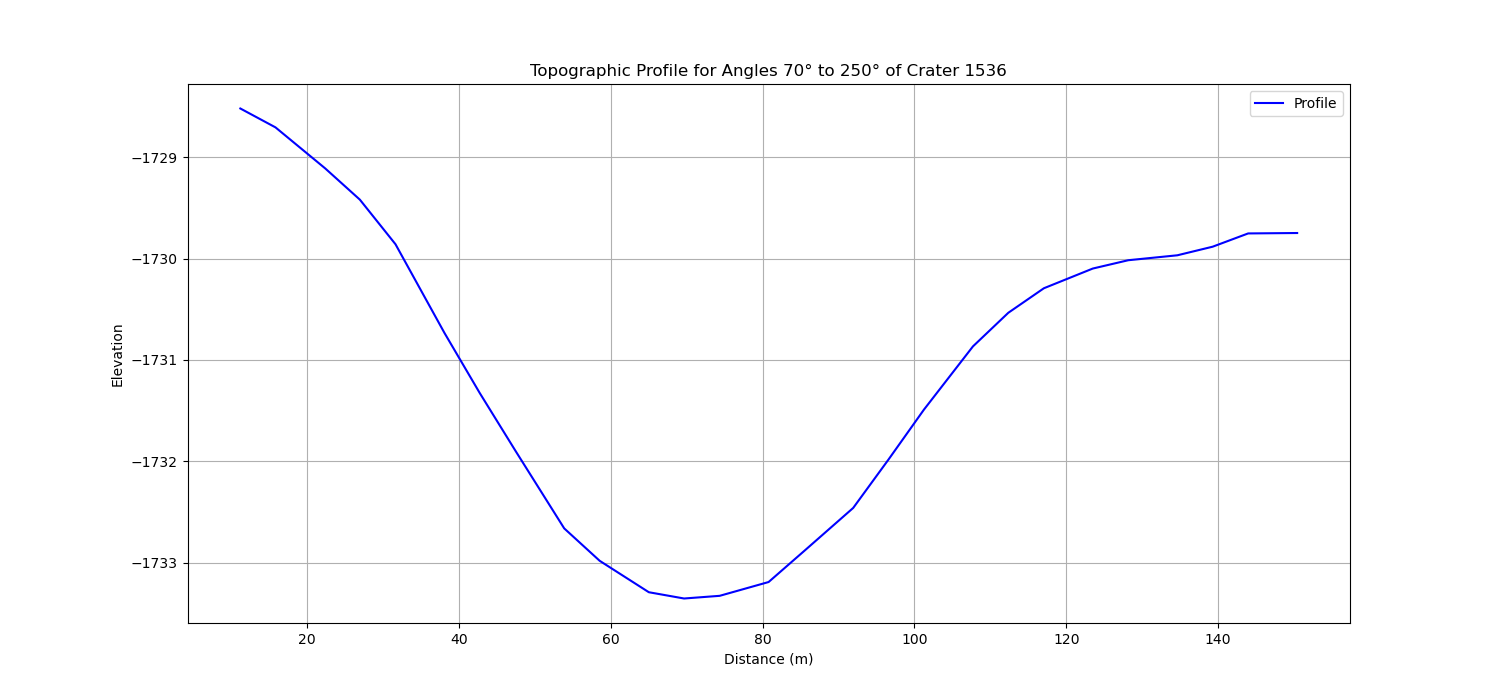 Topographic Profile for Angles 70° to 250° of Crater 1536
Profile
−1729
−1730
−1731
−1732
−1733
Elevation
20 40 60 80 100 120 140
Distance (m)